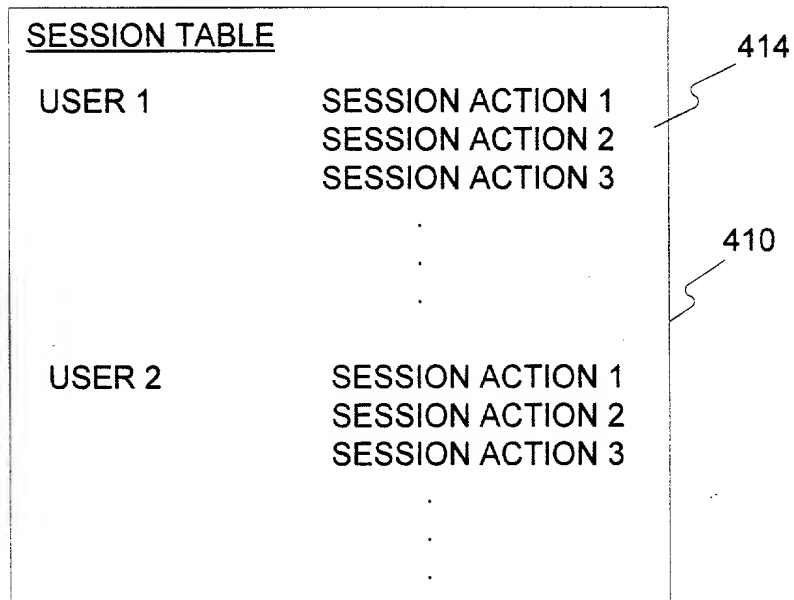 SESSION TABLE
414
USER 1 SESSION ACTION 1
SESSION ACTION 2
SESSION ACTION 3
.
.
.
410
USER 2 SESSION ACTION 1
SESSION ACTION 2
SESSION ACTION 3
.
.
.